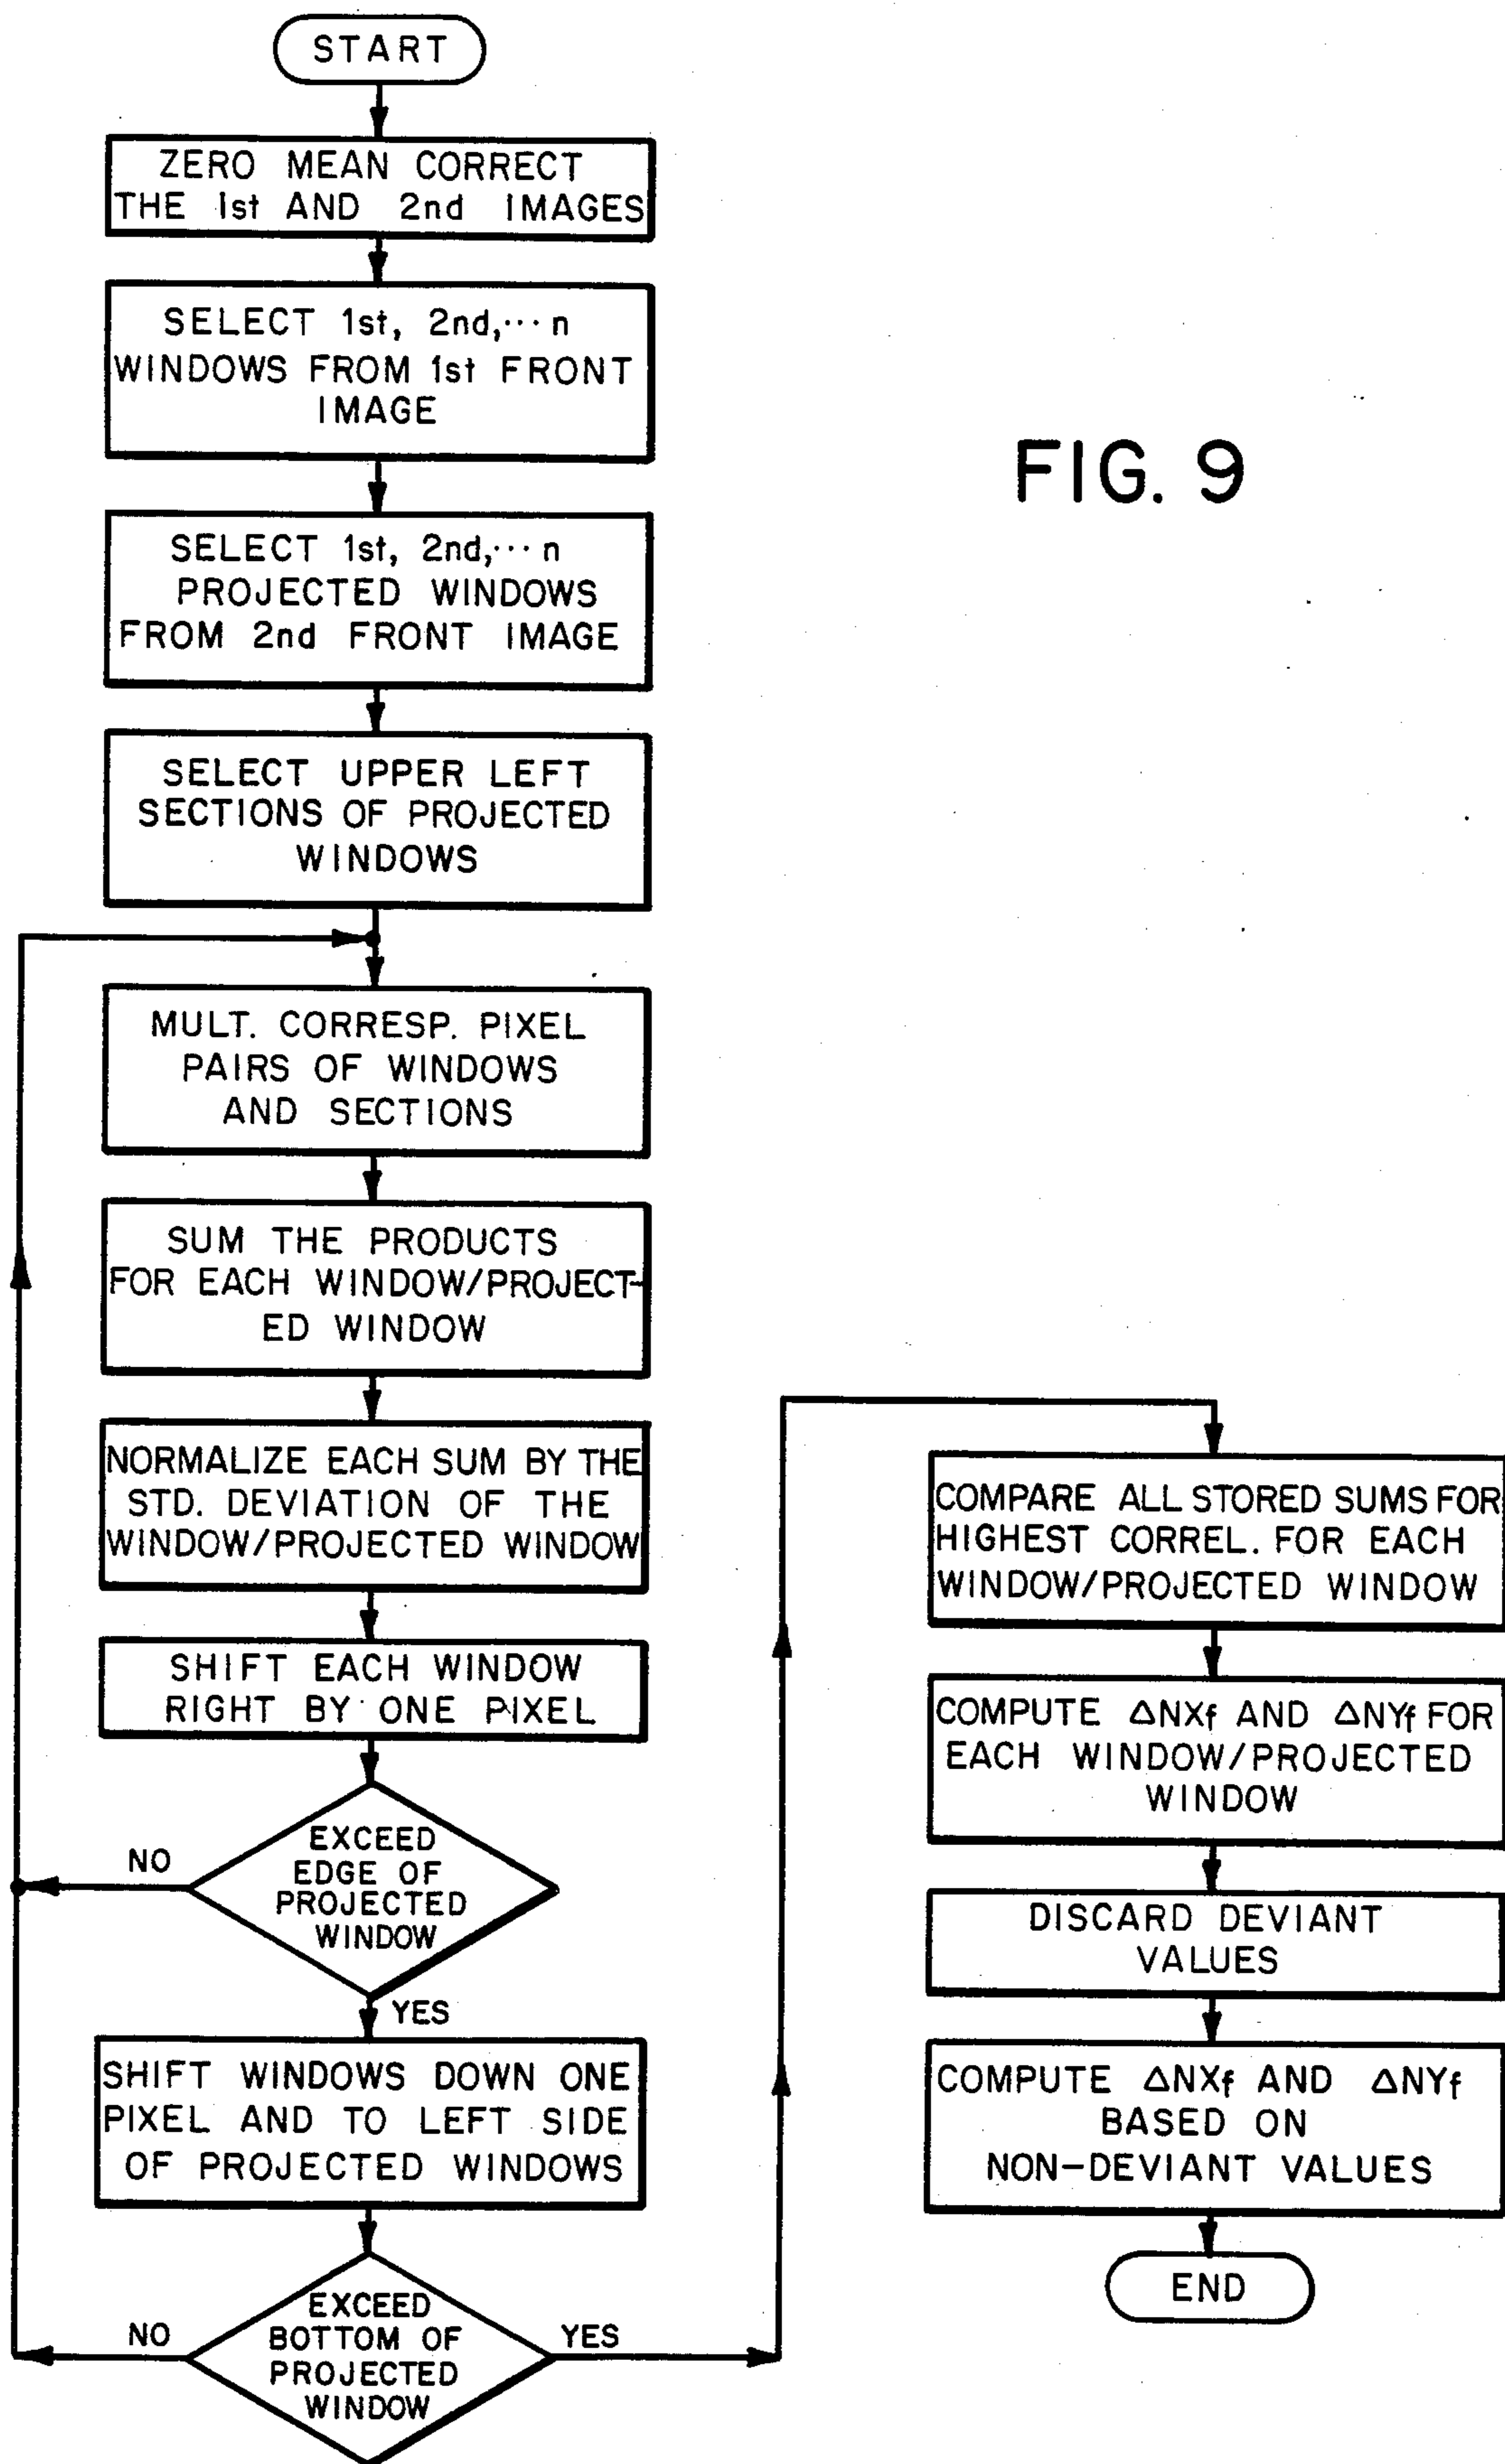 START
ZERO MEAN CORRECT
THE 1st AND 2nd IMAGES
SELECT 1st, 2nd,··· n
WINDOWS FROM 1st FRONT
IMAGE
SELECT 1st, 2nd,··· n
PROJECTED WINDOWS
FROM 2nd FRONT IMAGE
SELECT UPPER LEFT
SECTIONS OF PROJECTED
WINDOWS
MULT. CORRESP. PIXEL
PAIRS OF WINDOWS
AND SECTIONS
SUM THE PRODUCTS
FOR EACH WINDOW/PROJECT-
ED WINDOW
NORMALIZE EACH SUM BY THE
STD. DEVIATION OF THE
WINDOW/PROJECTED WINDOW
SHIFT EACH WINDOW
RIGHT BY ONE PIXEL
EXCEED
EDGE OF
PROJECTED
WINDOW
NO
YES
SHIFT WINDOWS DOWN ONE
PIXEL AND TO LEFT SIDE
OF PROJECTED WINDOWS
EXCEED
BOTTOM OF
PROJECTED
WINDOW
NO
YES
FIG. 9
COMPARE ALL STORED SUMS FOR
HIGHEST CORREL. FOR EACH
WINDOW/PROJECTED WINDOW
COMPUTE ΔNXf AND ΔNYf FOR
EACH WINDOW/PROJECTED
WINDOW
DISCARD DEVIANT
VALUES
COMPUTE ΔNXf AND ΔNYf
BASED ON
NON-DEVIANT VALUES
END